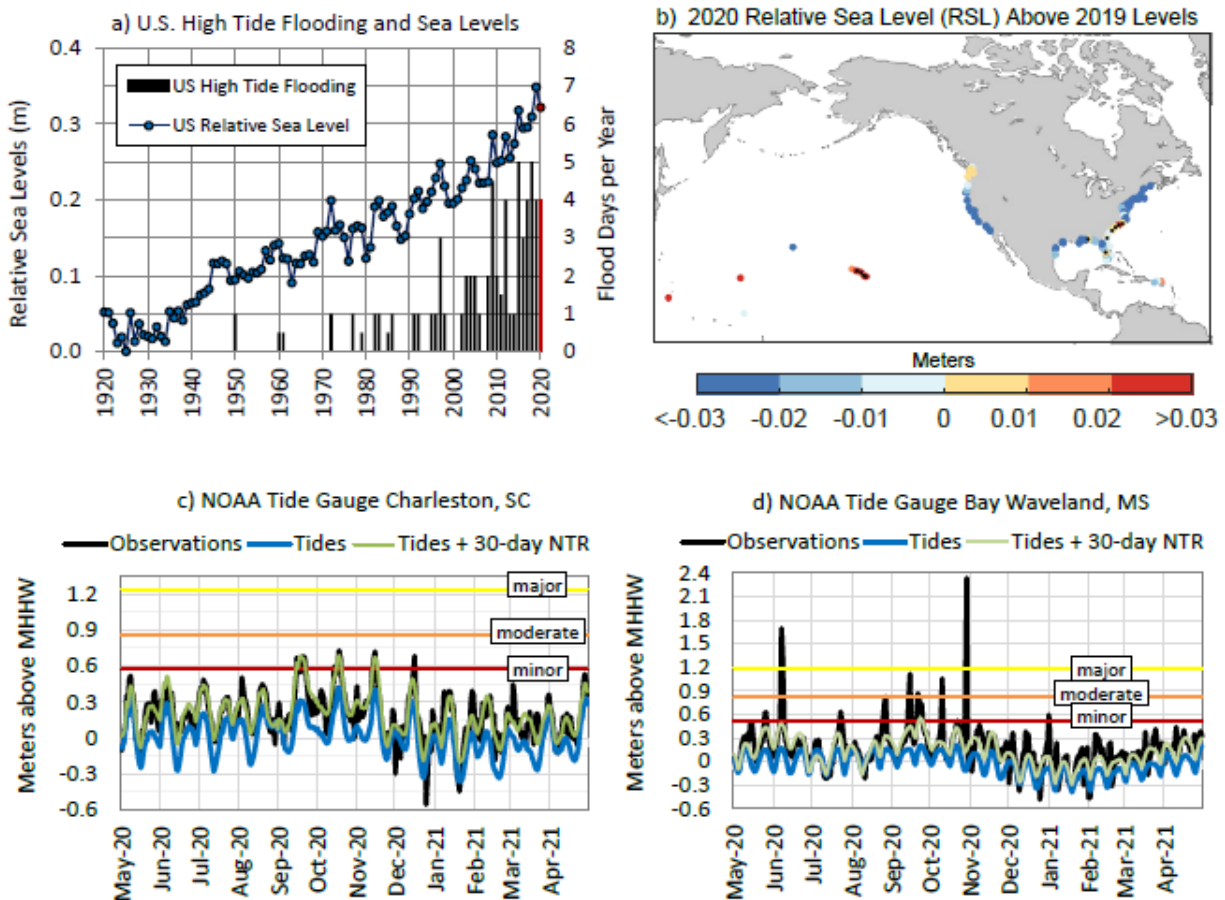 a) U.S. High Tide Flooding and Sea Levels
Relative Sea Levels (m)
0.4
0.3
0.2
0.1
0.0
US High Tide Flooding
US Relative Sea Level
8
7
6
5
4
3
2
1
0
Flood Days per Year
1920
1930
1940
1950
1960
1970
1980
1990
2000
2010
2020
b) 2020 Relative Sea Level (RSL) Above 2019 Levels
Meters
<-0.03 -0.02 -0.01 0 0.01 0.02 >0.03
c) NOAA Tide Gauge Charleston, SC
Observations Tides Tides + 30-day NTR
Meters above MHHW
1.2
0.9
0.6
0.3
0
-0.3
-0.6
major
moderate
minor
May-20
Jun-20
Jul-20
Aug-20
Sep-20
Oct-20
Nov-20
Dec-20
Jan-21
Feb-21
Mar-21
Apr-21
d) NOAA Tide Gauge Bay Waveland, MS
Observations Tides Tides + 30-day NTR
Meters above MHHW
2.4
2.1
1.8
1.5
1.2
0.9
0.6
0.3
0
-0.3
-0.6
major
moderate
minor
May-20
Jun-20
Jul-20
Aug-20
Sep-20
Oct-20
Nov-20
Dec-20
Jan-21
Feb-21
Mar-21
Apr-21